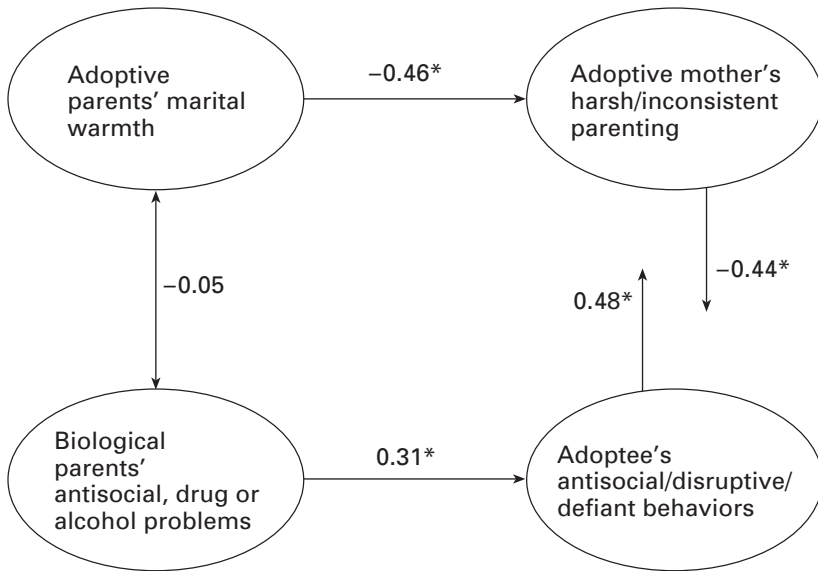 Adoptive
parents’ marital
warmth
−0.46*
Adoptive mother’s
harsh/inconsistent
parenting
−0.05
0.48*
−0.44*
Biological
parents’
antisocial, drug or
alcohol problems
0.31*
Adoptee’s
antisocial/disruptive/
defiant behaviors